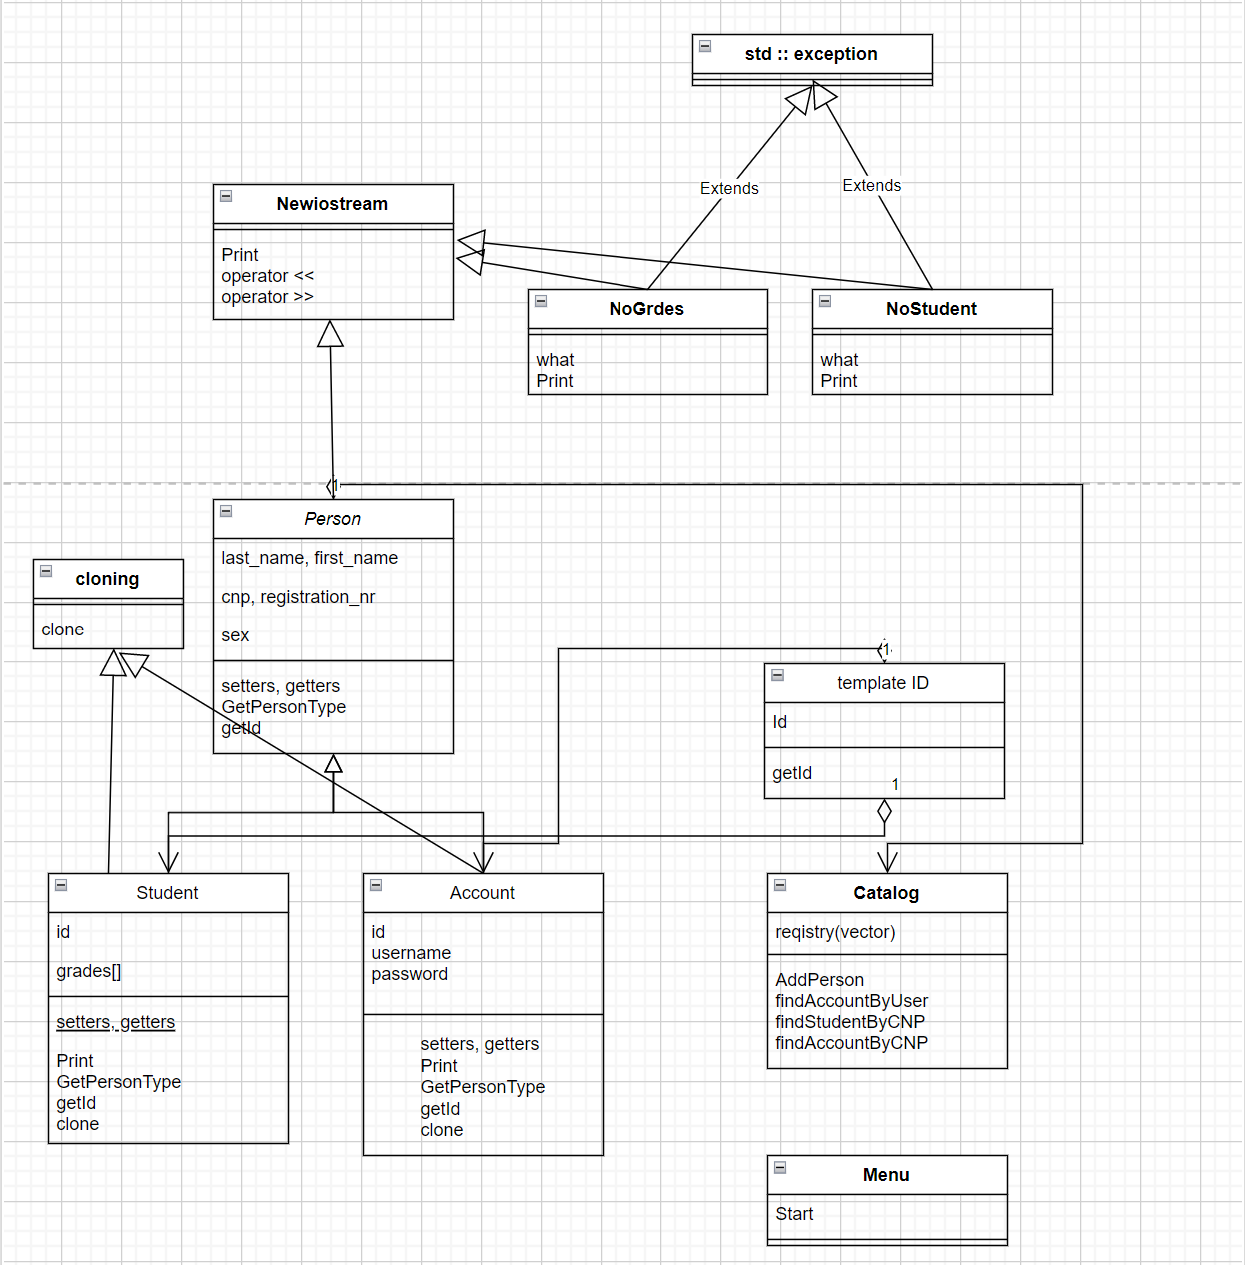 std :: exception
Extends
Extends
Newiostream
Print
operator <<
operator >>
NoGrdes
what
Print
NoStudent
what
Print
1
Person
last_name, first_name
cnp, registration_nr
sex
setters, getters
GetPersonType
getId
cloning
clone
1
template ID
Id
getId
1
Student
id
grades[]
setters, getters
Print
GetPersonType
getId
clone
Account
id
username
password
setters, getters
Print
GetPersonType
getId
clone
Catalog
reqistry(vector)
AddPerson
findAccountByUser
findStudentByCNP
findAccountByCNP
Menu
Start